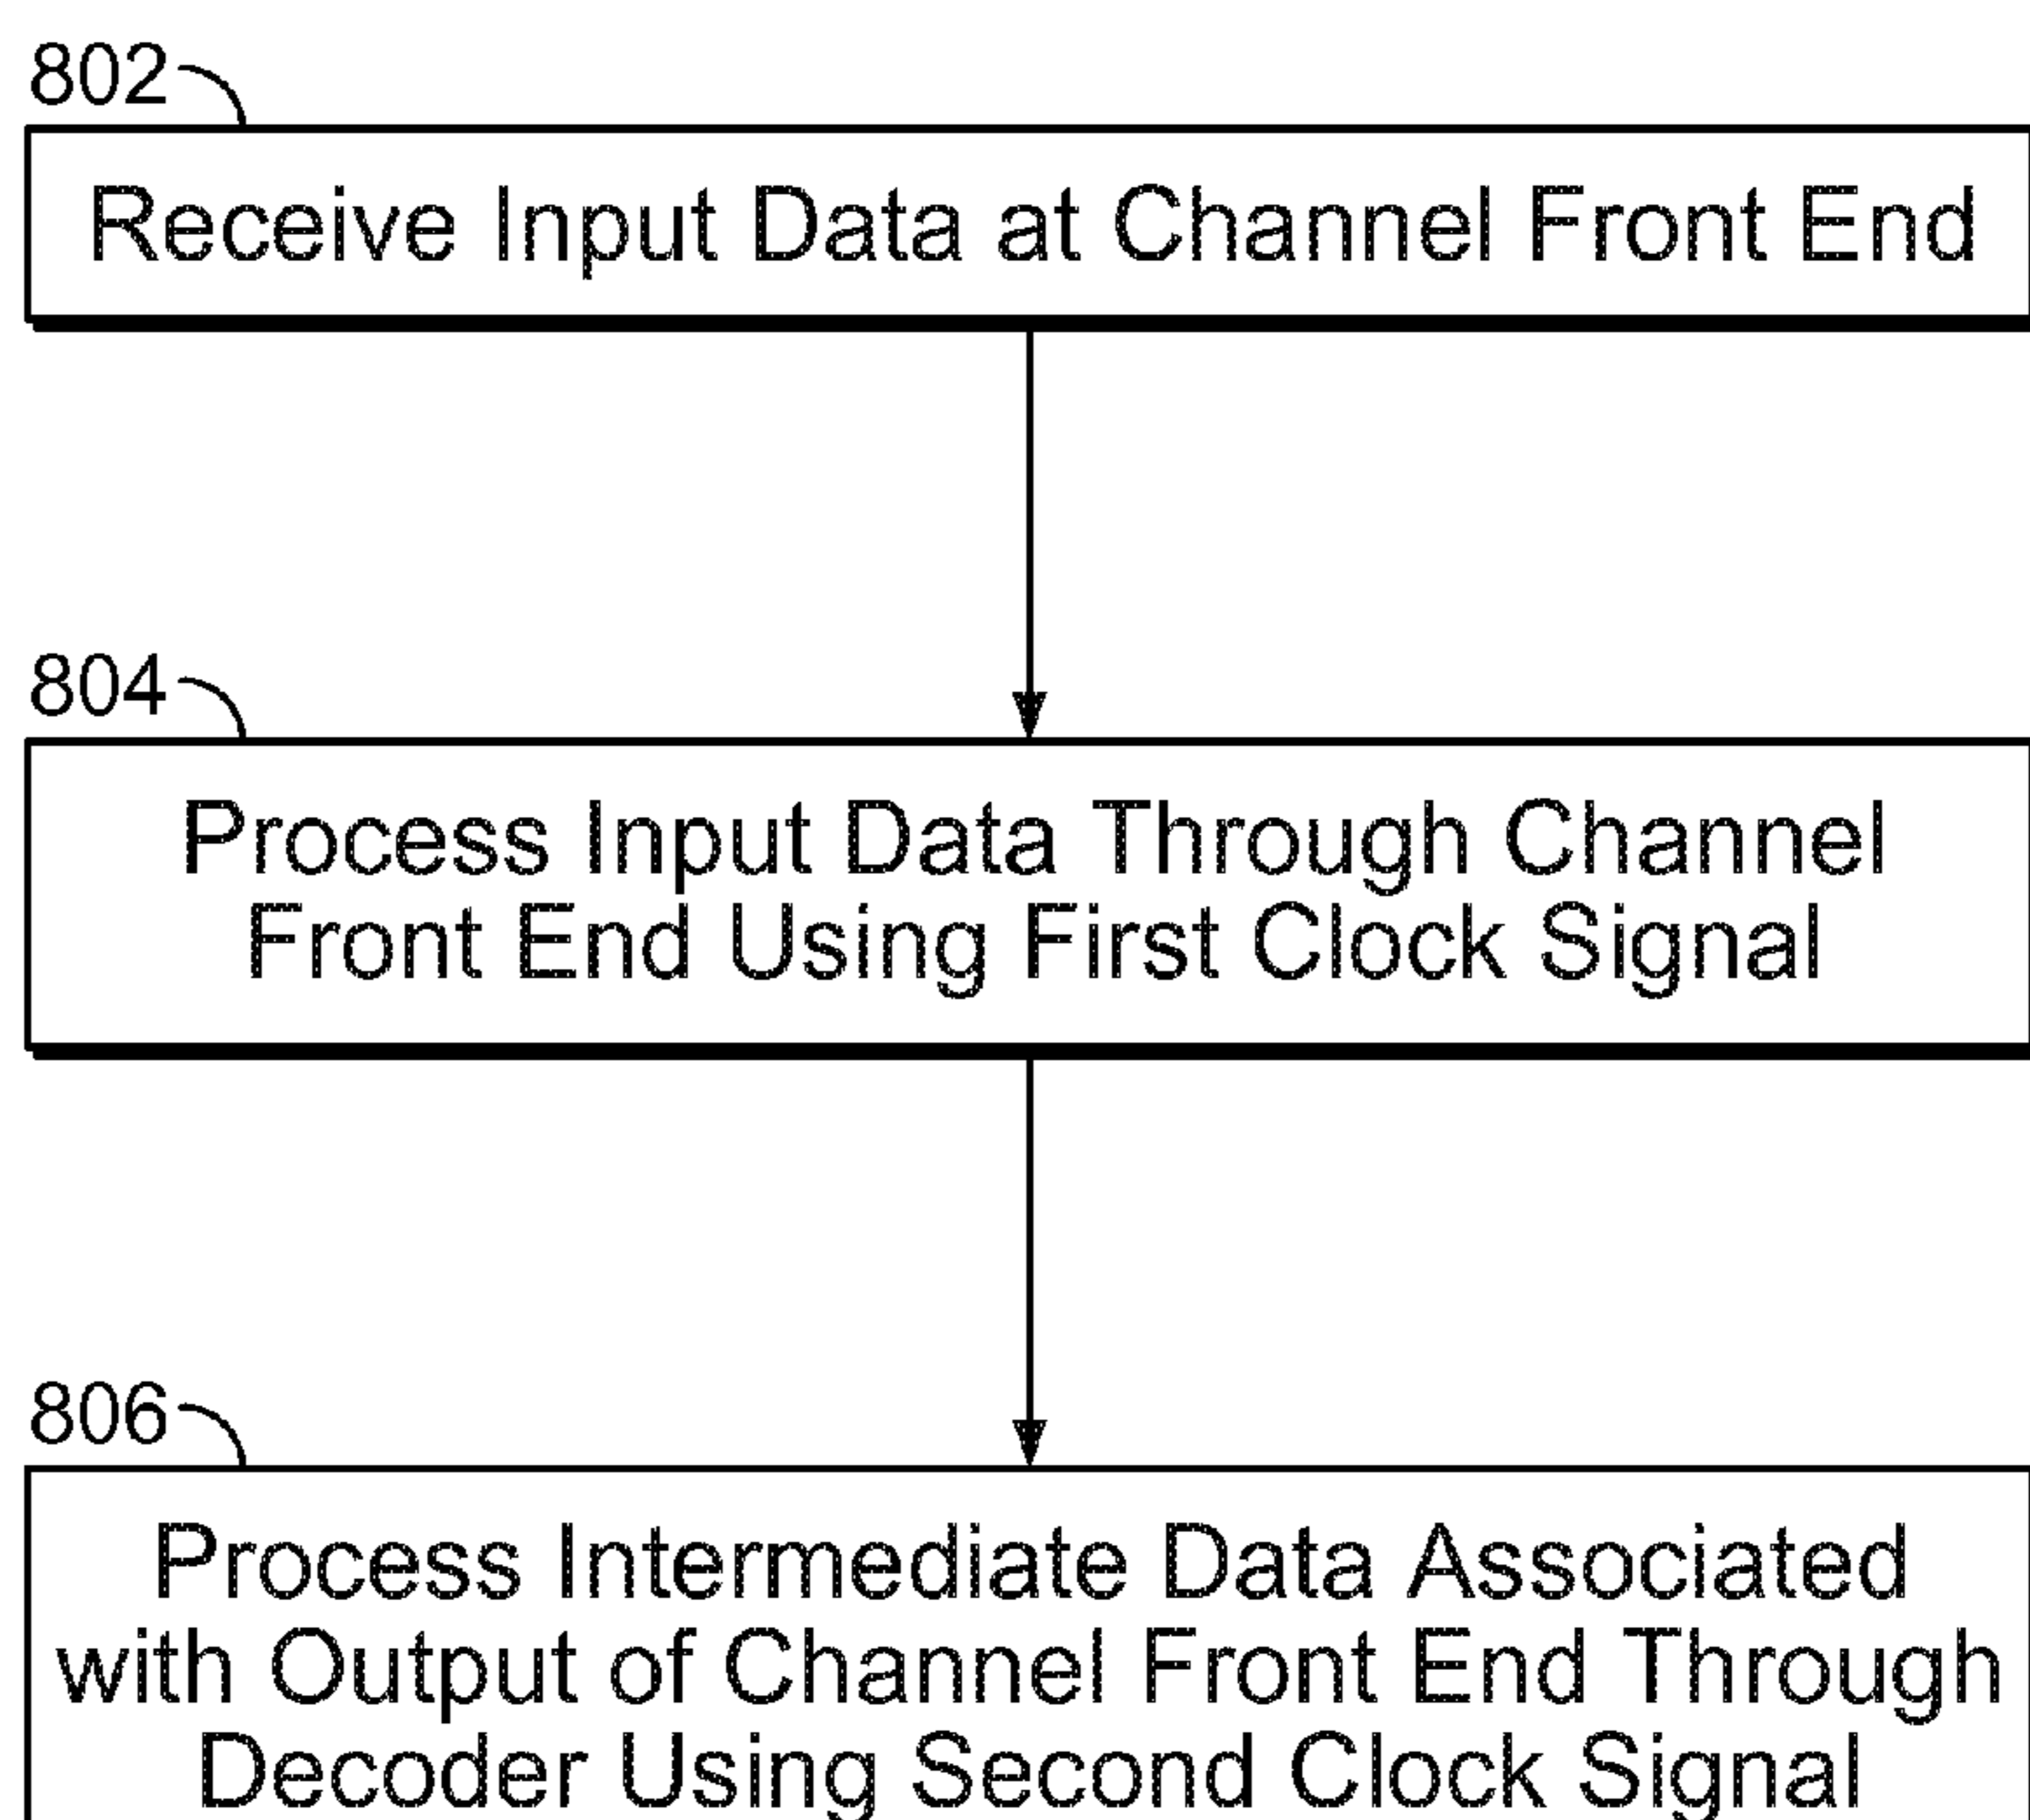 802
Receive Input Data at Channel Front End
804
Process Input Data Through Channel
Front End Using First Clock Signal
806
Process Intermediate Data Associated
with Output of Channel Front End Through
Decoder Using Second Clock Signal